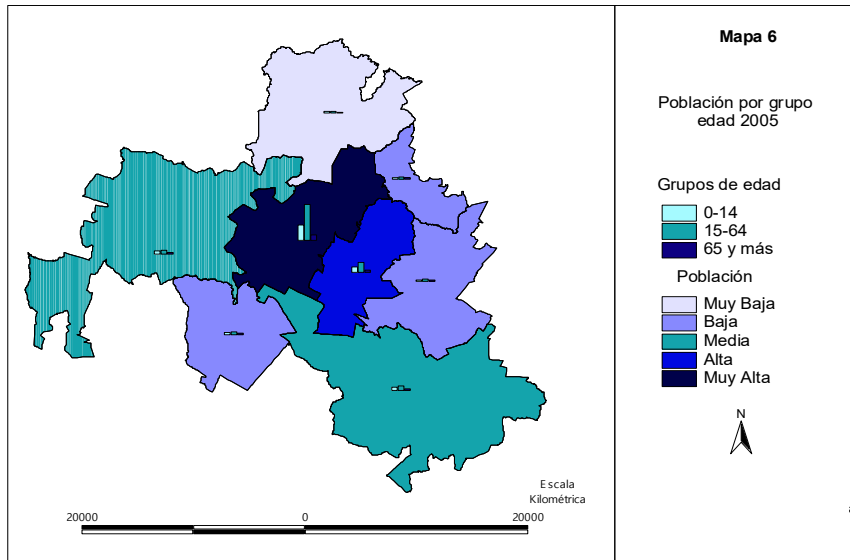 Mapa 6
Población por grupo
edad 2005
Grupos de edad
0-14
15-64
65 y más
Población
Muy Baja
Baja
Media
Alta
Muy Alta
N
Escala
Kilométrica
20000 0 20000